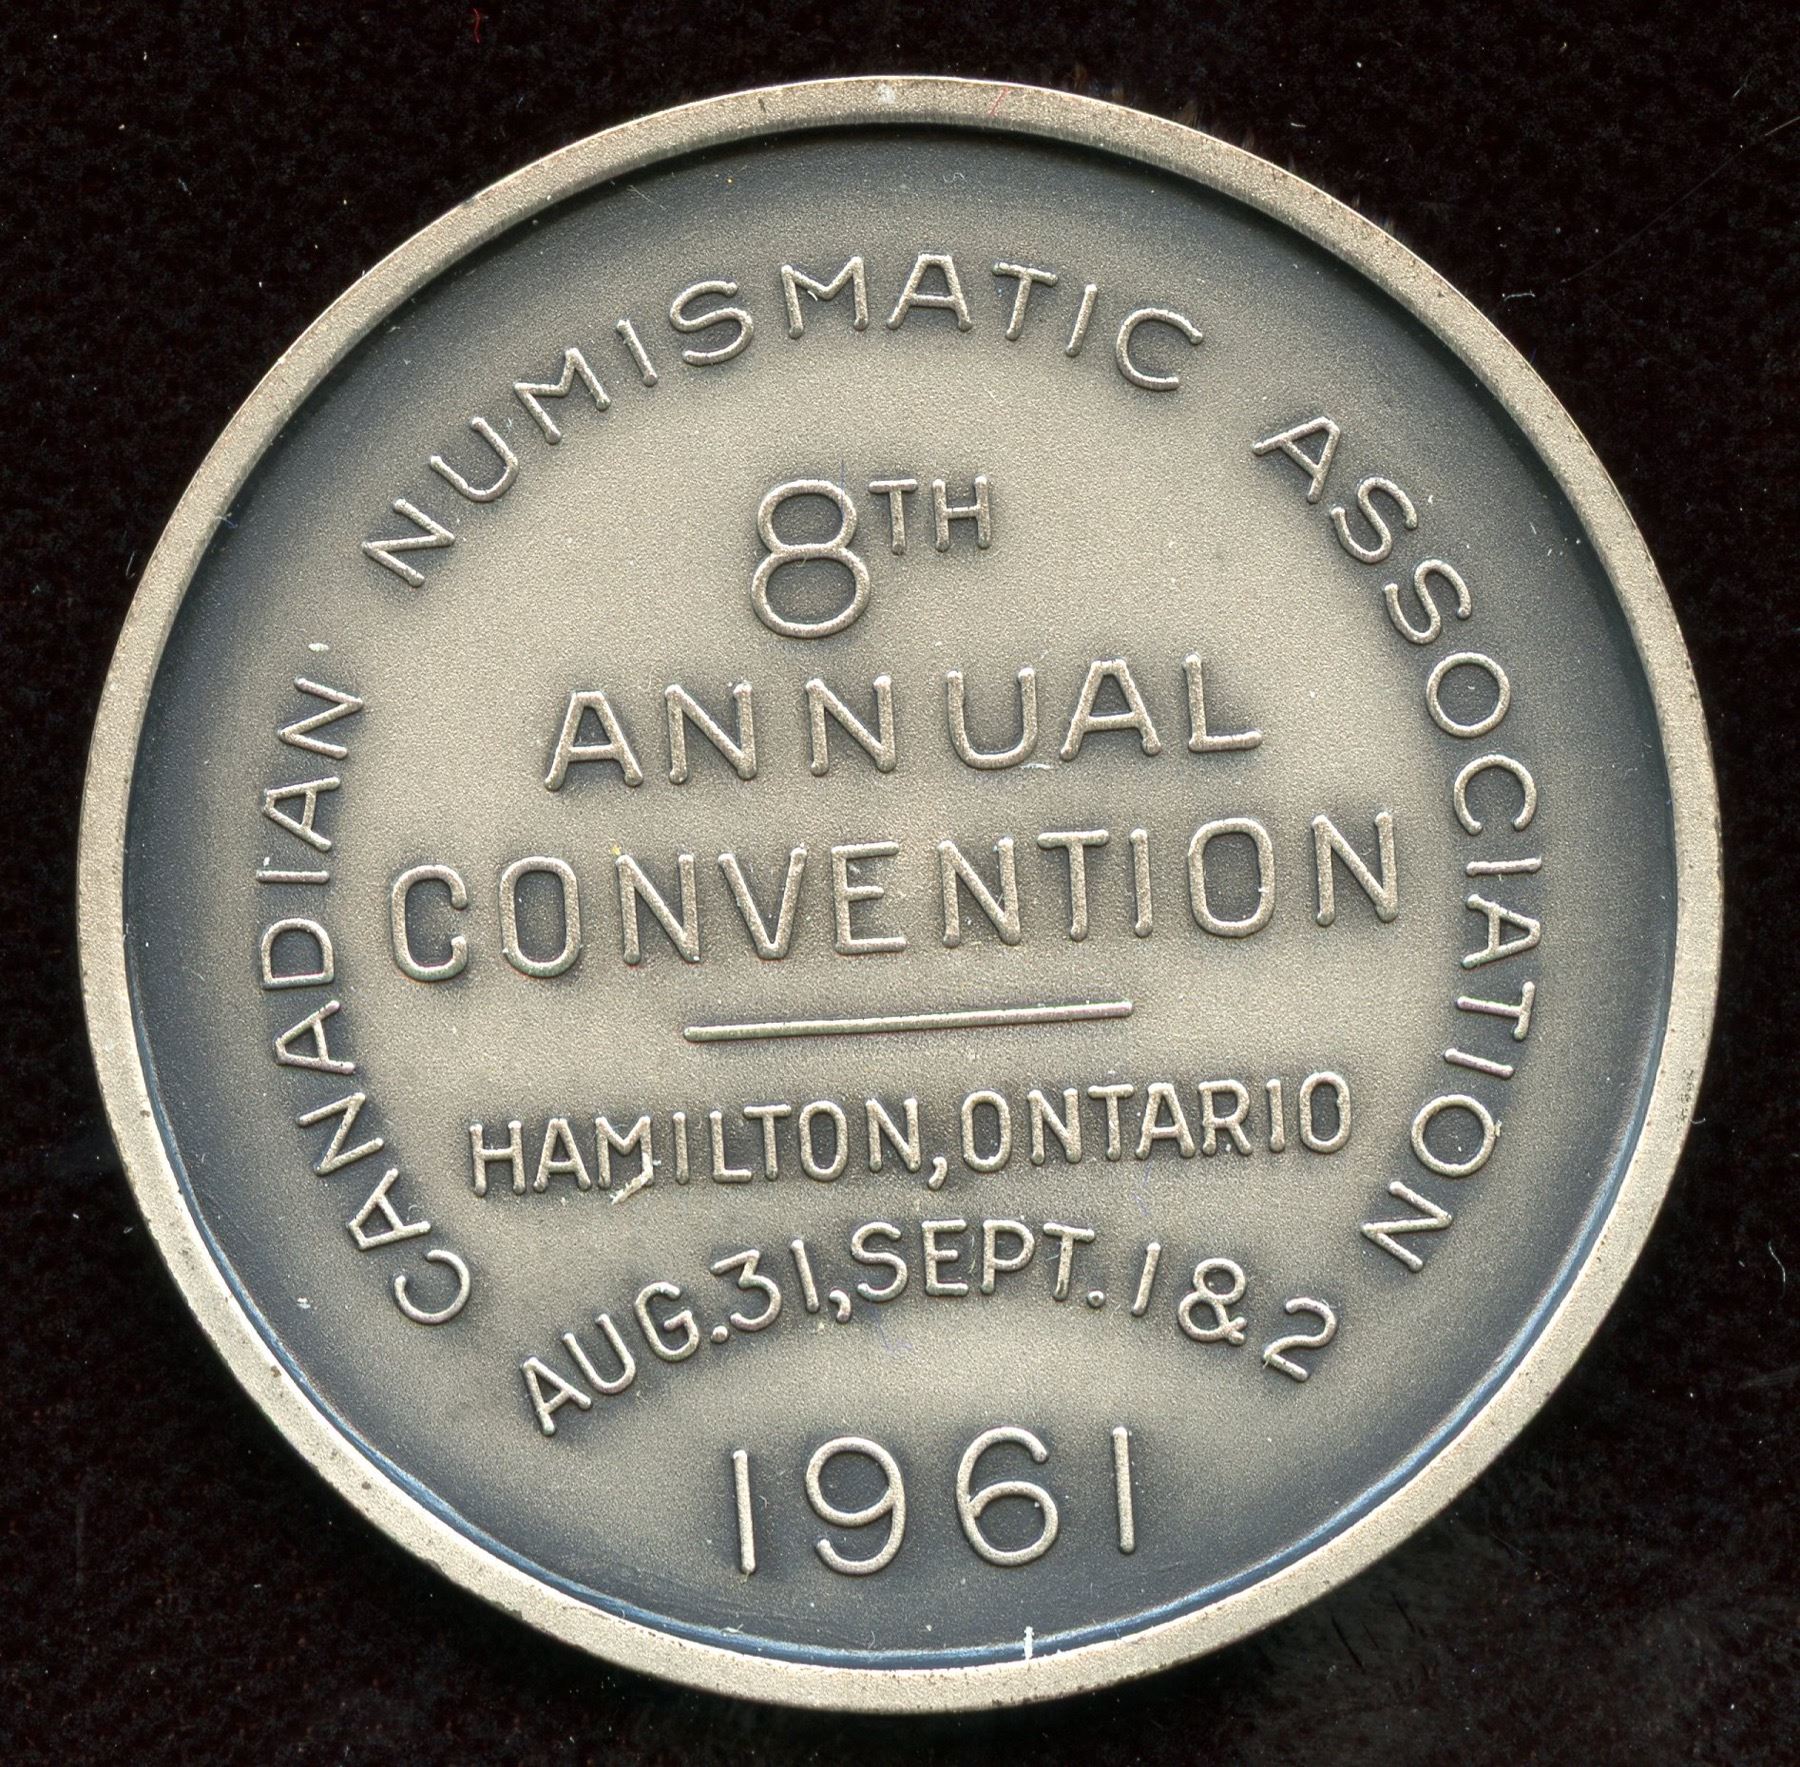 CANADIAN NUMISMATIC ASSOCIATION
8TH
ANNUAL
CONVENTION
HAMILTON, ONTARIO
AUG. 31, SEPT. 1 & 2
1961